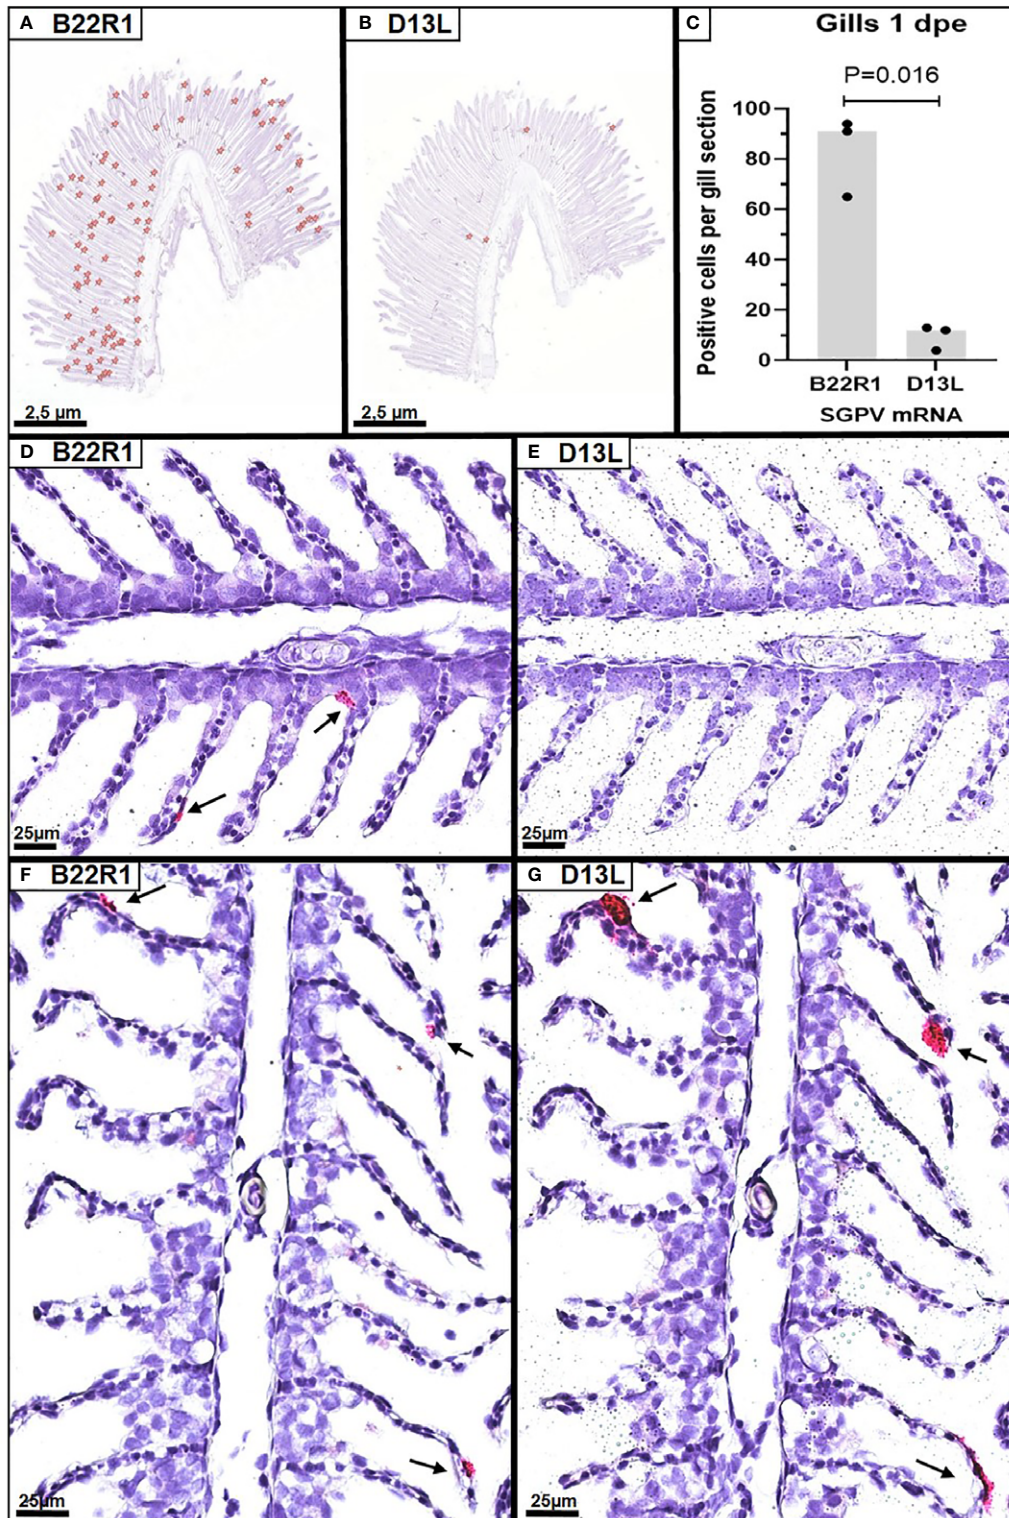 A B22R1
B D13L
C Gills 1 dpe
P=0.016
Positive cells per gill section
100
80
60
40
20
0
B22R1 D13L
SGPV mRNA
2,5 µm
2,5 µm
D B22R1
E D13L
25µm
25µm
F B22R1
G D13L
25µm
25µm